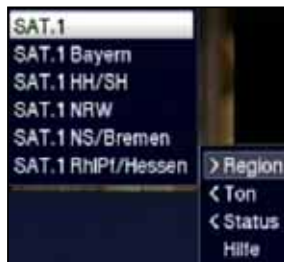 SAT.1
SAT.1 Bayern
SAT.1 HH/SH
SAT.1 NRW
SAT.1 NS/Bremen
SAT.1 RhlPf/Hessen
> Region
< Ton
< Status
Hilfe